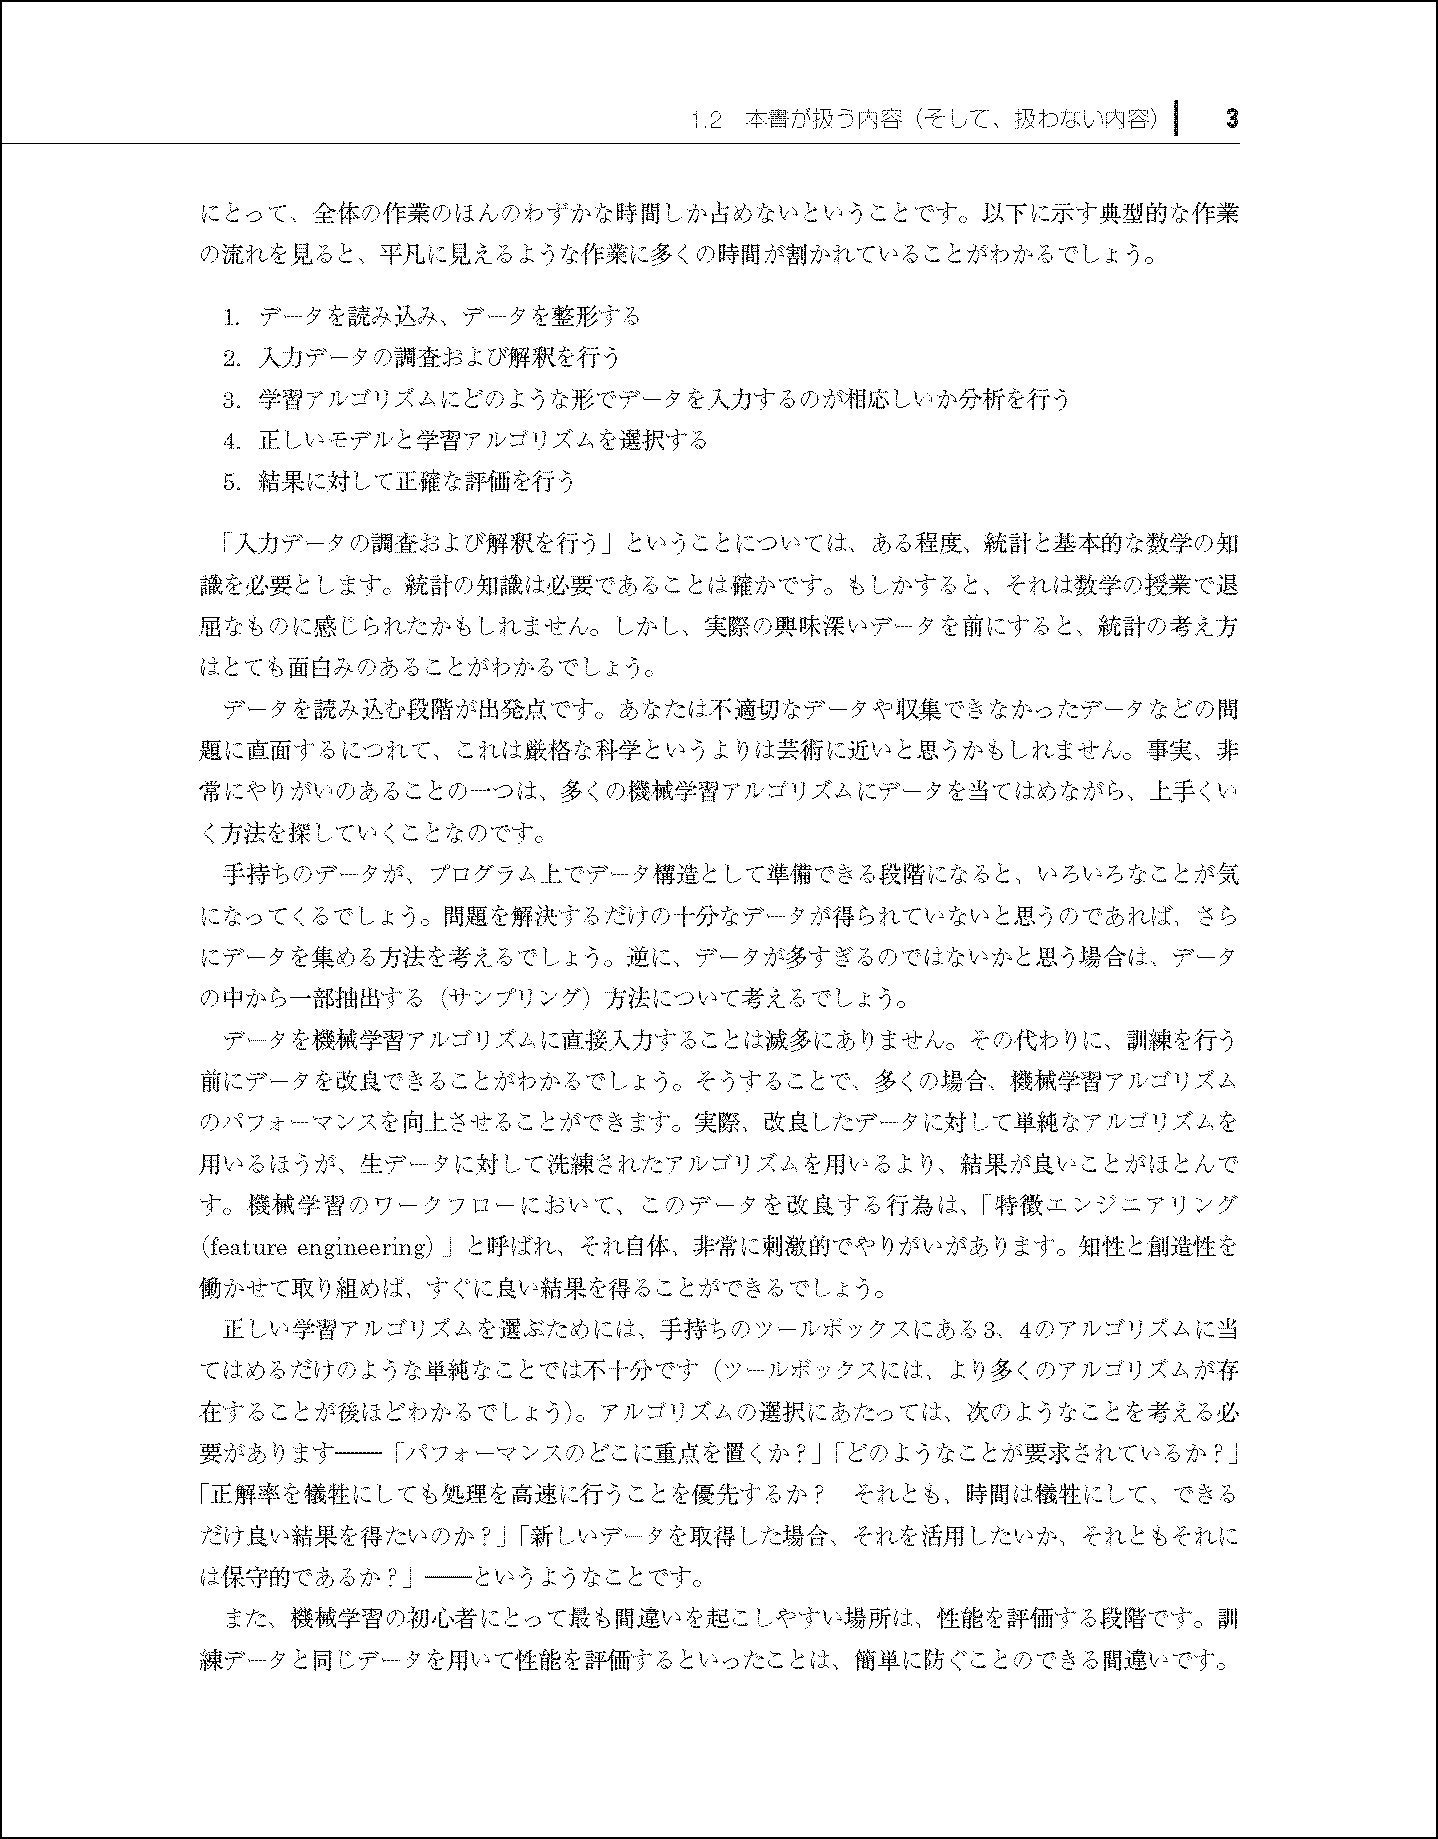 1.2 本書が扱う内容（そして、扱わない内容） 3
にとって、全体の作業のほんのわずかな時間しか占めないということです。以下に示す典型的な作業
の流れを見ると、平凡に見えるような作業に多くの時間が割かれていることがわかるでしょう。
1. データを読み込み、データを整形する
2. 入力データの調査および解釈を行う
3. 学習アルゴリズムにどのような形でデータを入力するのが相応しいか分析を行う
4. 正しいモデルと学習アルゴリズムを選択する
5. 結果に対して正確な評価を行う
「入力データの調査および解釈を行う」ということについては、ある程度、統計と基本的な数学の知
識を必要とします。統計の知識は必要であることは確かです。もしかすると、それは数学の授業で退
屈なものに感じられたかもしれません。しかし、実際の興味深いデータを前にすると、統計の考え方
はとても面白みのあることがわかるでしょう。
データを読み込む段階が出発点です。あなたは不適切なデータや収集できなかったデータなどの問
題に直面するにつれて、これは厳格な科学というよりは芸術に近いと思うかもしれません。事実、非
常にやりがいのあることの一つは、多くの機械学習アルゴリズムにデータを当てはめながら、上手くい
く方法を探していくことなのです。
手持ちのデータが、プログラム上でデータ構造として準備できる段階になると、いろいろなことが気
になってくるでしょう。問題を解決するだけの十分なデータが得られていないと思うのであれば、さら
にデータを集める方法を考えるでしょう。逆に、データが多すぎるのではないかと思う場合は、データ
の中から一部抽出する（サンプリング）方法について考えるでしょう。
データを機械学習アルゴリズムに直接入力することは滅多にありません。その代わりに、訓練を行う
前にデータを改良できることがわかるでしょう。そうすることで、多くの場合、機械学習アルゴリズム
のパフォーマンスを向上させることができます。実際、改良したデータに対して単純なアルゴリズムを
用いるほうが、生データに対して洗練されたアルゴリズムを用いるより、結果が良いことがほとんで
す。機械学習のワークフローにおいて、このデータを改良する行為は、「特徴エンジニアリング
（feature engineering）」と呼ばれ、それ自体、非常に刺激的でやりがいがあります。知性と創造性を
働かせて取り組めば、すぐに良い結果を得ることができるでしょう。
正しい学習アルゴリズムを選ぶためには、手持ちのツールボックスにある3、4のアルゴリズムに当
てはめるだけのような単純なことでは不十分です（ツールボックスには、より多くのアルゴリズムが存
在することが後ほどわかるでしょう）。アルゴリズムの選択にあたっては、次のようなことを考える必
要があります――「パフォーマンスのどこに重点を置くか？」「どのようなことが要求されているか？」
「正解率を犠牲にしても処理を高速に行うことを優先するか？　それとも、時間は犠牲にして、できる
だけ良い結果を得たいのか？」「新しいデータを取得した場合、それを活用したいか、それともそれに
は保守的であるか？」――というようなことです。
また、機械学習の初心者にとって最も間違いを起こしやすい場所は、性能を評価する段階です。訓
練データと同じデータを用いて性能を評価するといったことは、簡単に防ぐことのできる間違いです。